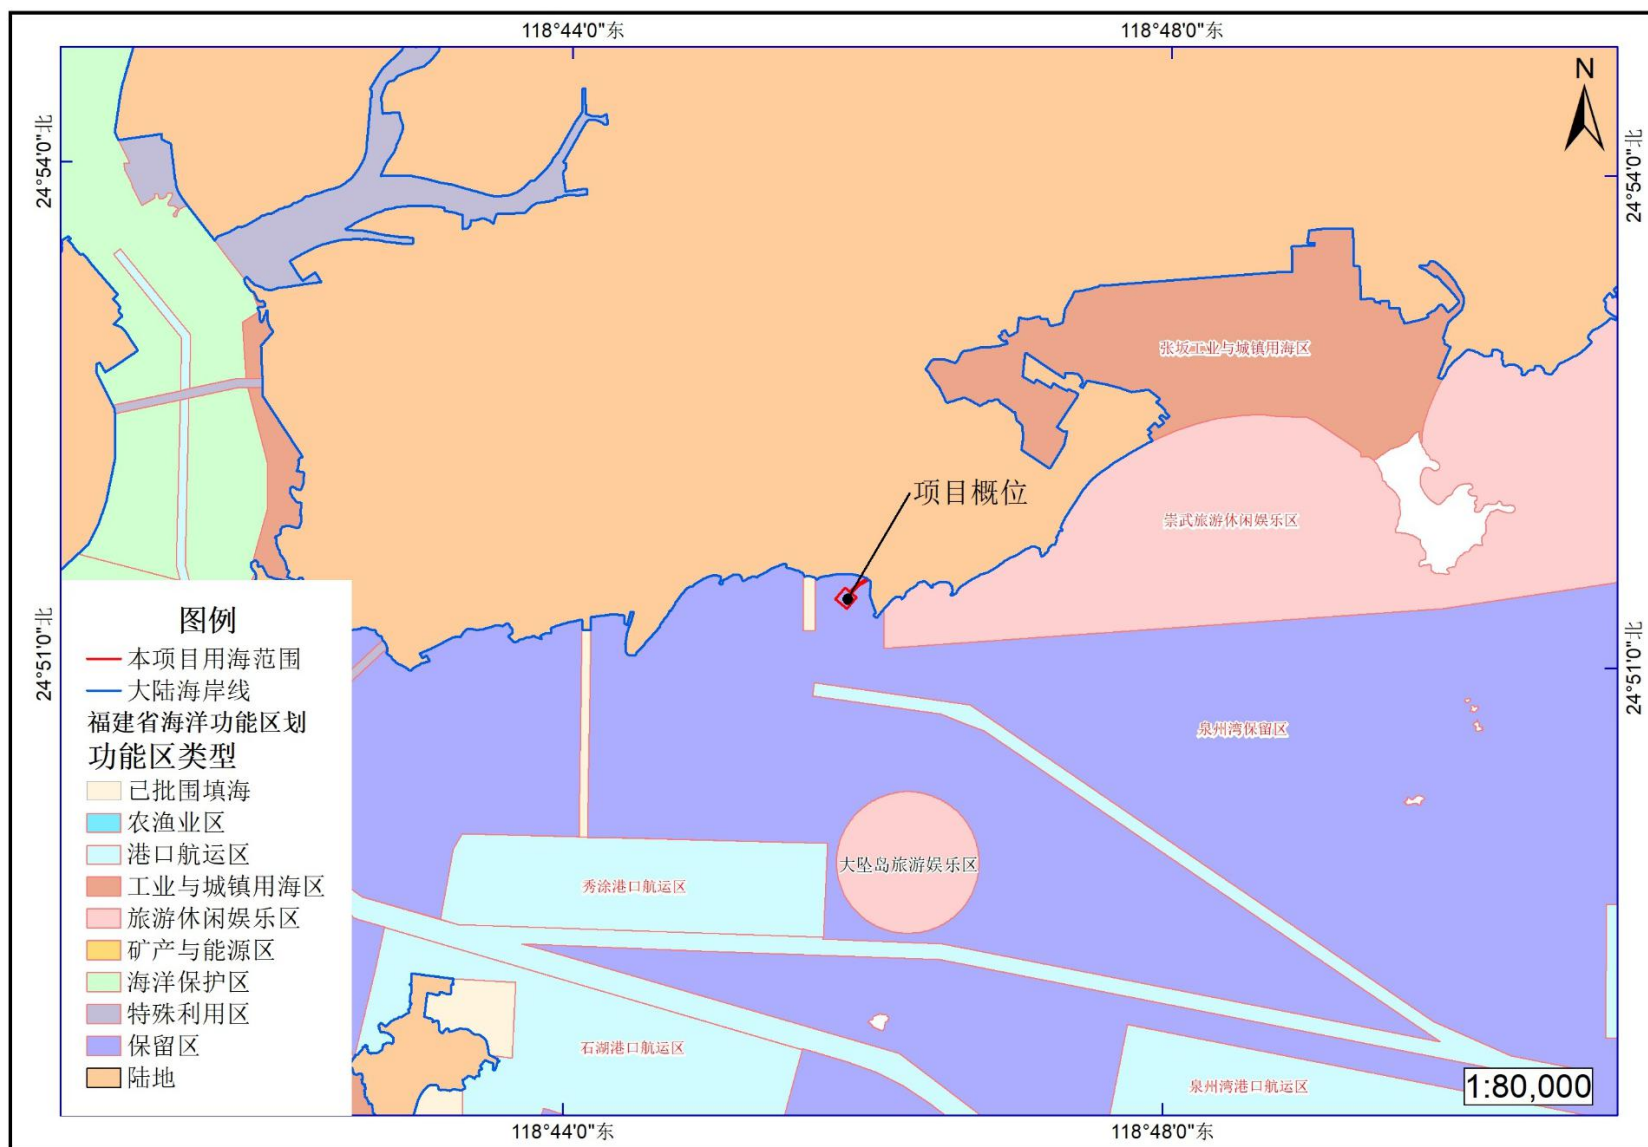 118°44'0"东
118°48'0"东
N
24°54'0"北
24°54'0"北
张坂工业与城镇用海区
项目概位
崇武旅游休闲娱乐区
24°51'0"北
24°51'0"北
泉州湾保留区
大坠岛旅游娱乐区
秀涂港口航运区
石湖港口航运区
泉州湾港口航运区
图例
本项目用海范围
大陆海岸线
福建省海洋功能区划
功能区类型
已批围填海
农渔业区
港口航运区
工业与城镇用海区
旅游休闲娱乐区
矿产与能源区
海洋保护区
特殊利用区
保留区
陆地
1:80,000
118°44'0"东
118°48'0"东